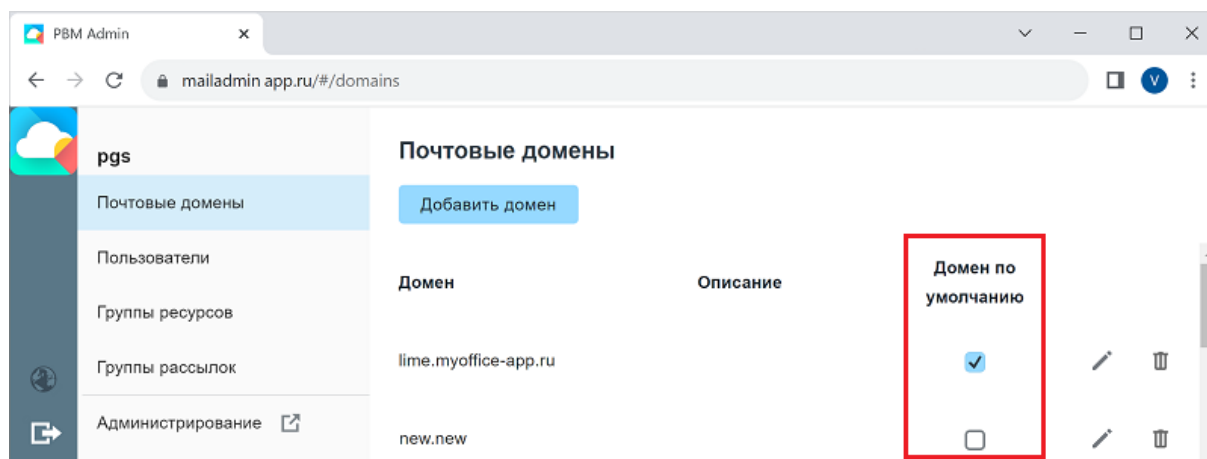 PBM Admin
mailadmin app.ru/#/domains
V
pgs
Почтовые домены
Пользователи
Группы ресурсов
Группы рассылок
Администрирование
Почтовые домены
Добавить домен
Домен
Описание
Домен по
умолчанию
lime.myoffice-app.ru
new.new